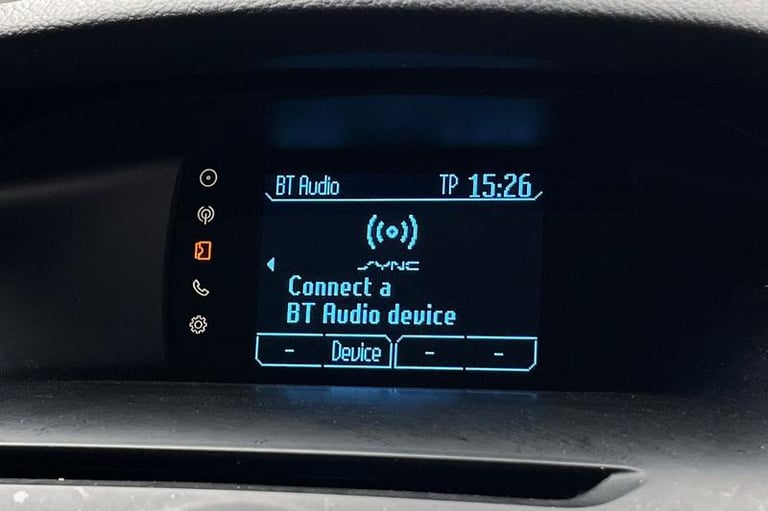 BT Audio TP 15:26
SYNC
Connect a
BT Audio device
- Device - -